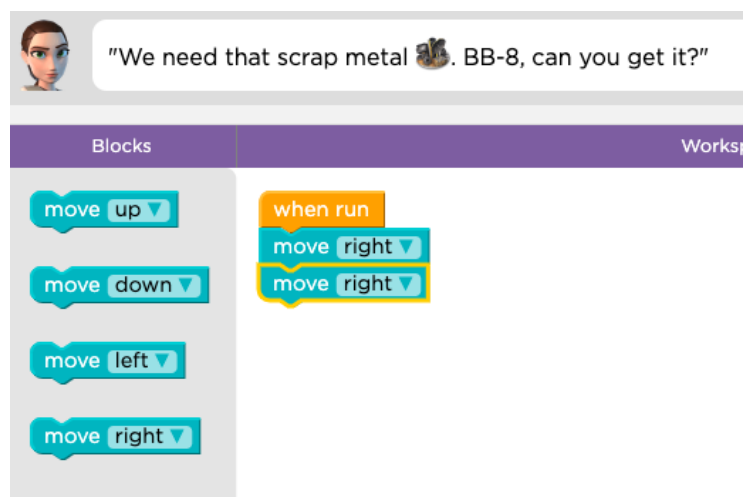 "We need that scrap metal . BB-8, can you get it?"
Blocks
move up
move down
move left
move right
when run
move right
move right